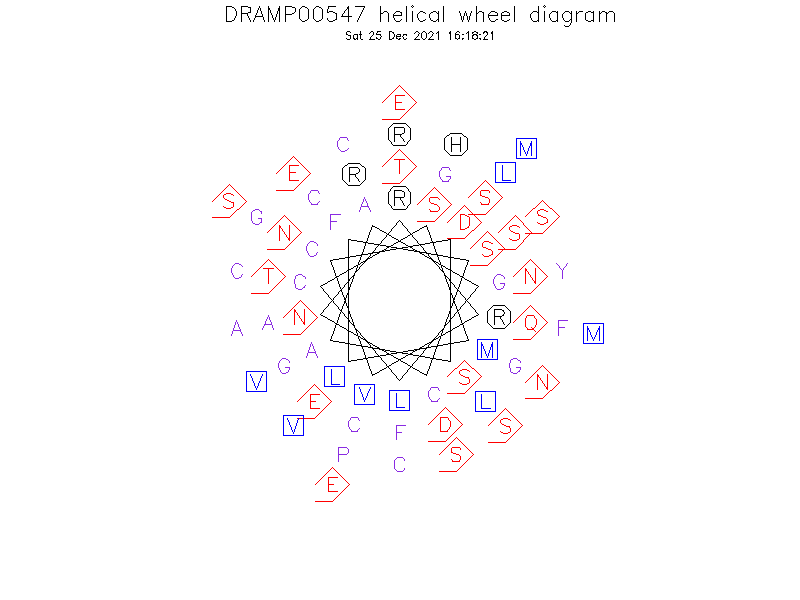 DRAMP00547 helical wheel diagram
Sat 25 Dec 2021 16:18:21
E
R
C H M
E R T G L
S C A R S S
G F D S
N S
C S
C T C G N Y
A A N R Q F M
A M
G G
V L S N
E V L C L
V C F D S
P C S
E